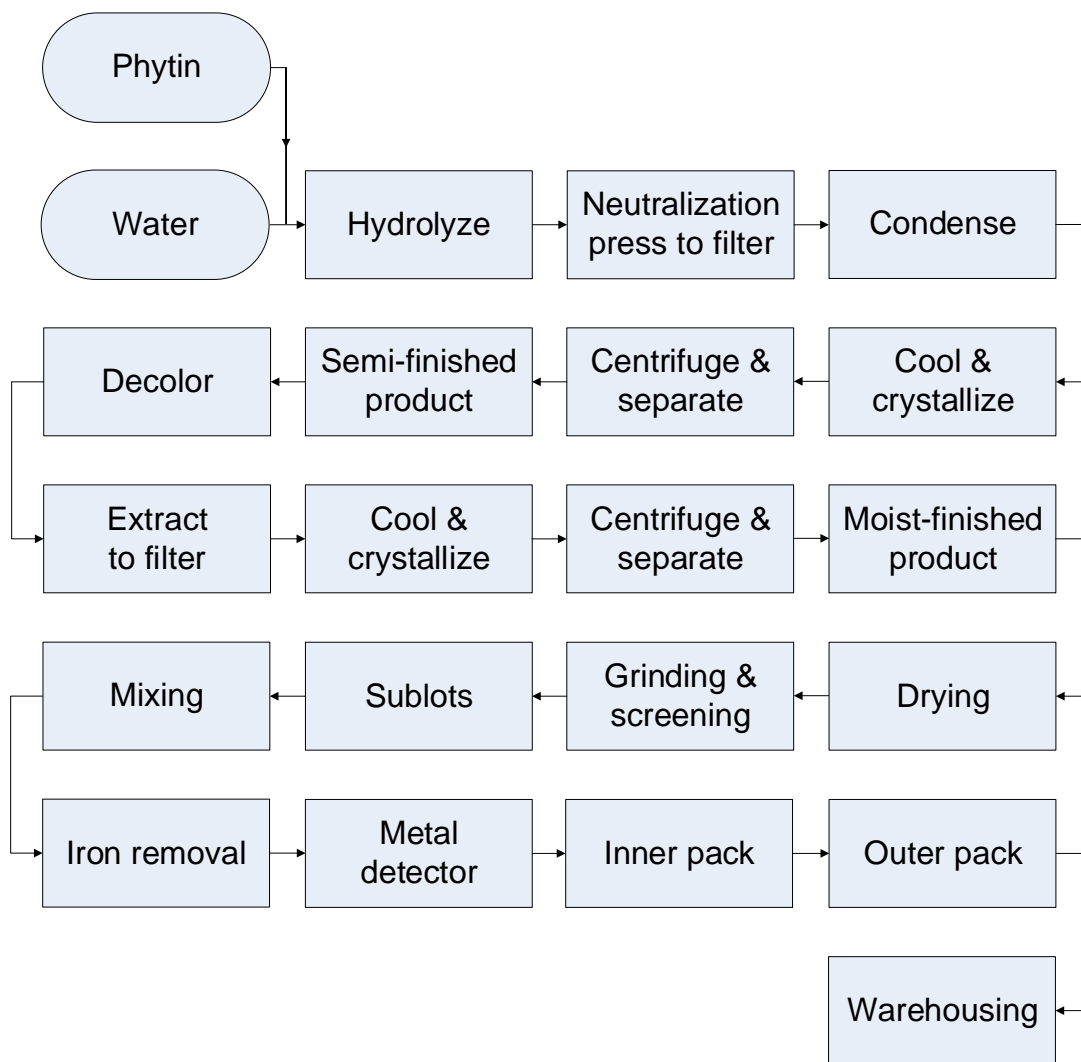 Phytin
Water
Hydrolyze
Neutralization
press to filter
Condense
Cool &
crystallize
Centrifuge &
separate
Semi-finished
product
Decolor
Extract
to filter
Cool &
crystallize
Centrifuge &
separate
Moist-finished
product
Drying
Grinding &
screening
Sublots
Mixing
Iron removal
Metal
detector
Inner pack
Outer pack
Warehousing